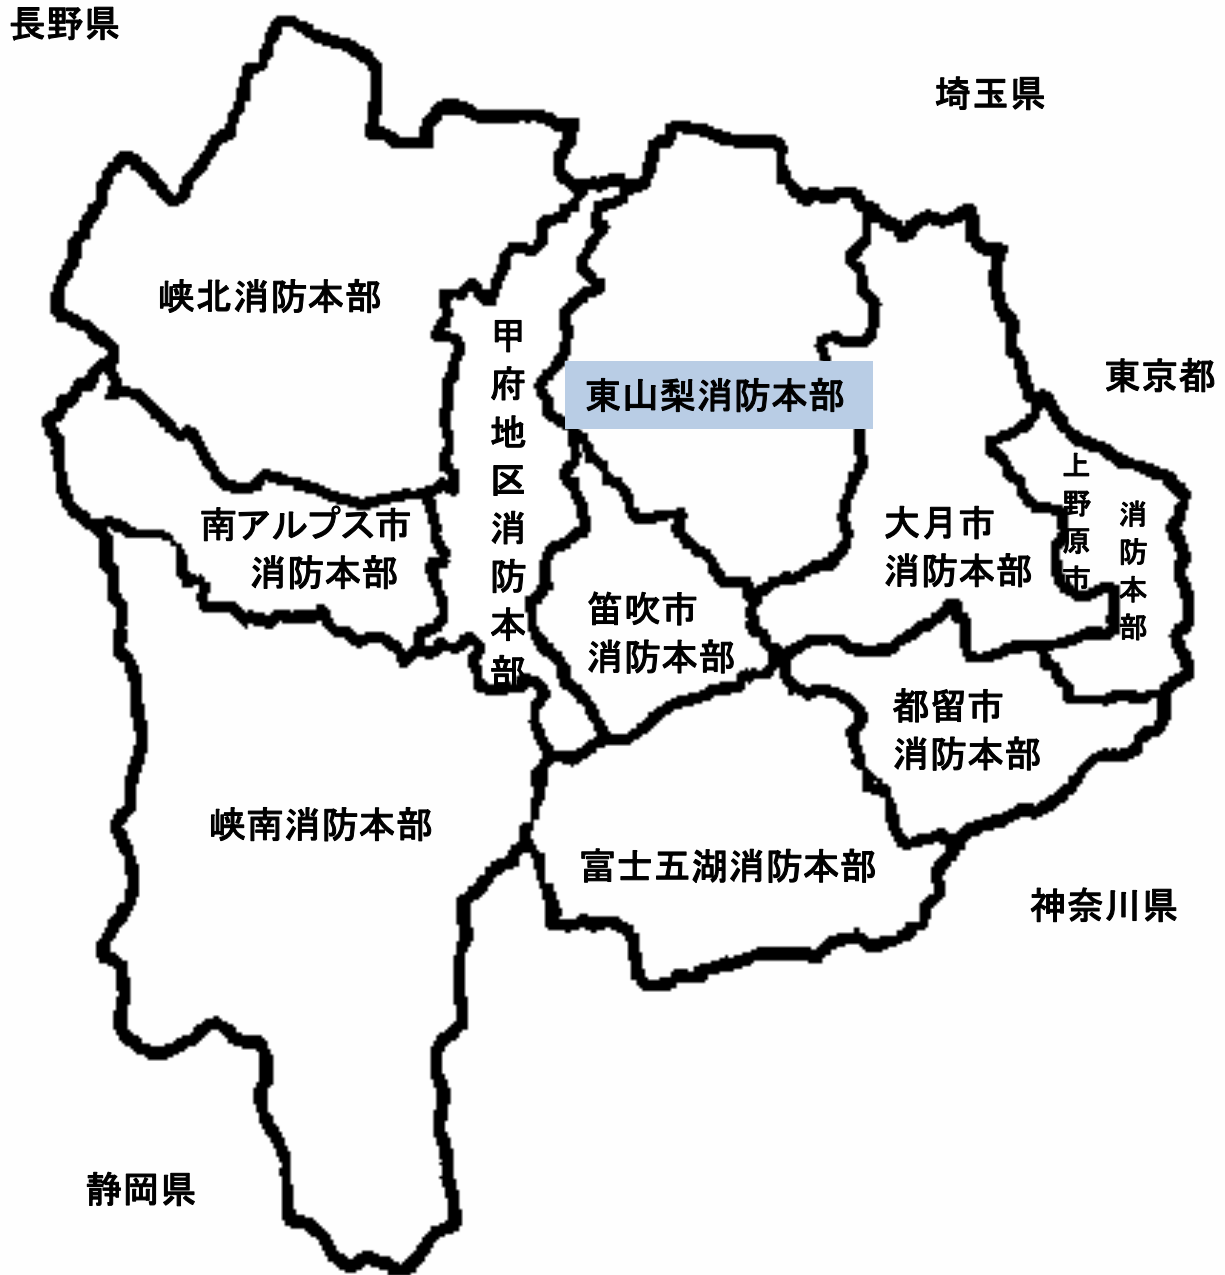 長野県
埼玉県
峡北消防本部
甲府地区消防本部
東京都
東山梨消防本部
上野原市
消防本部
南アルプス市
消防本部
大月市
消防本部
笛吹市
消防本部
都留市
消防本部
峡南消防本部
富士五湖消防本部
神奈川県
静岡県